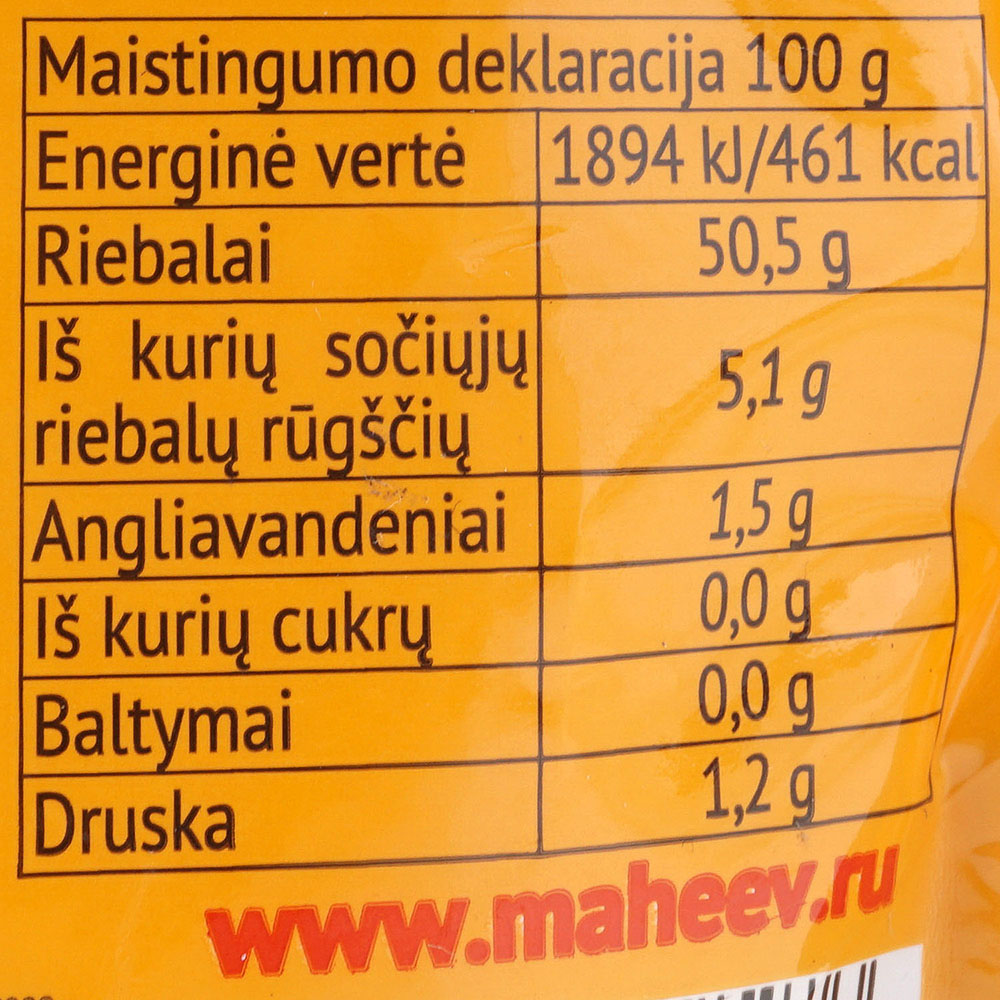 Maistingumo deklaracija 100 g
Energinė vertė 1894 kJ/461 kcal
Riebalai 50,5 g
Iš kurių sočiųjų
riebalų rūgščių 5,1 g
Angliavandeniai 1,5 g
Iš kurių cukrų 0,0 g
Baltymai 0,0 g
Druska 1,2 g
www.maheev.ru